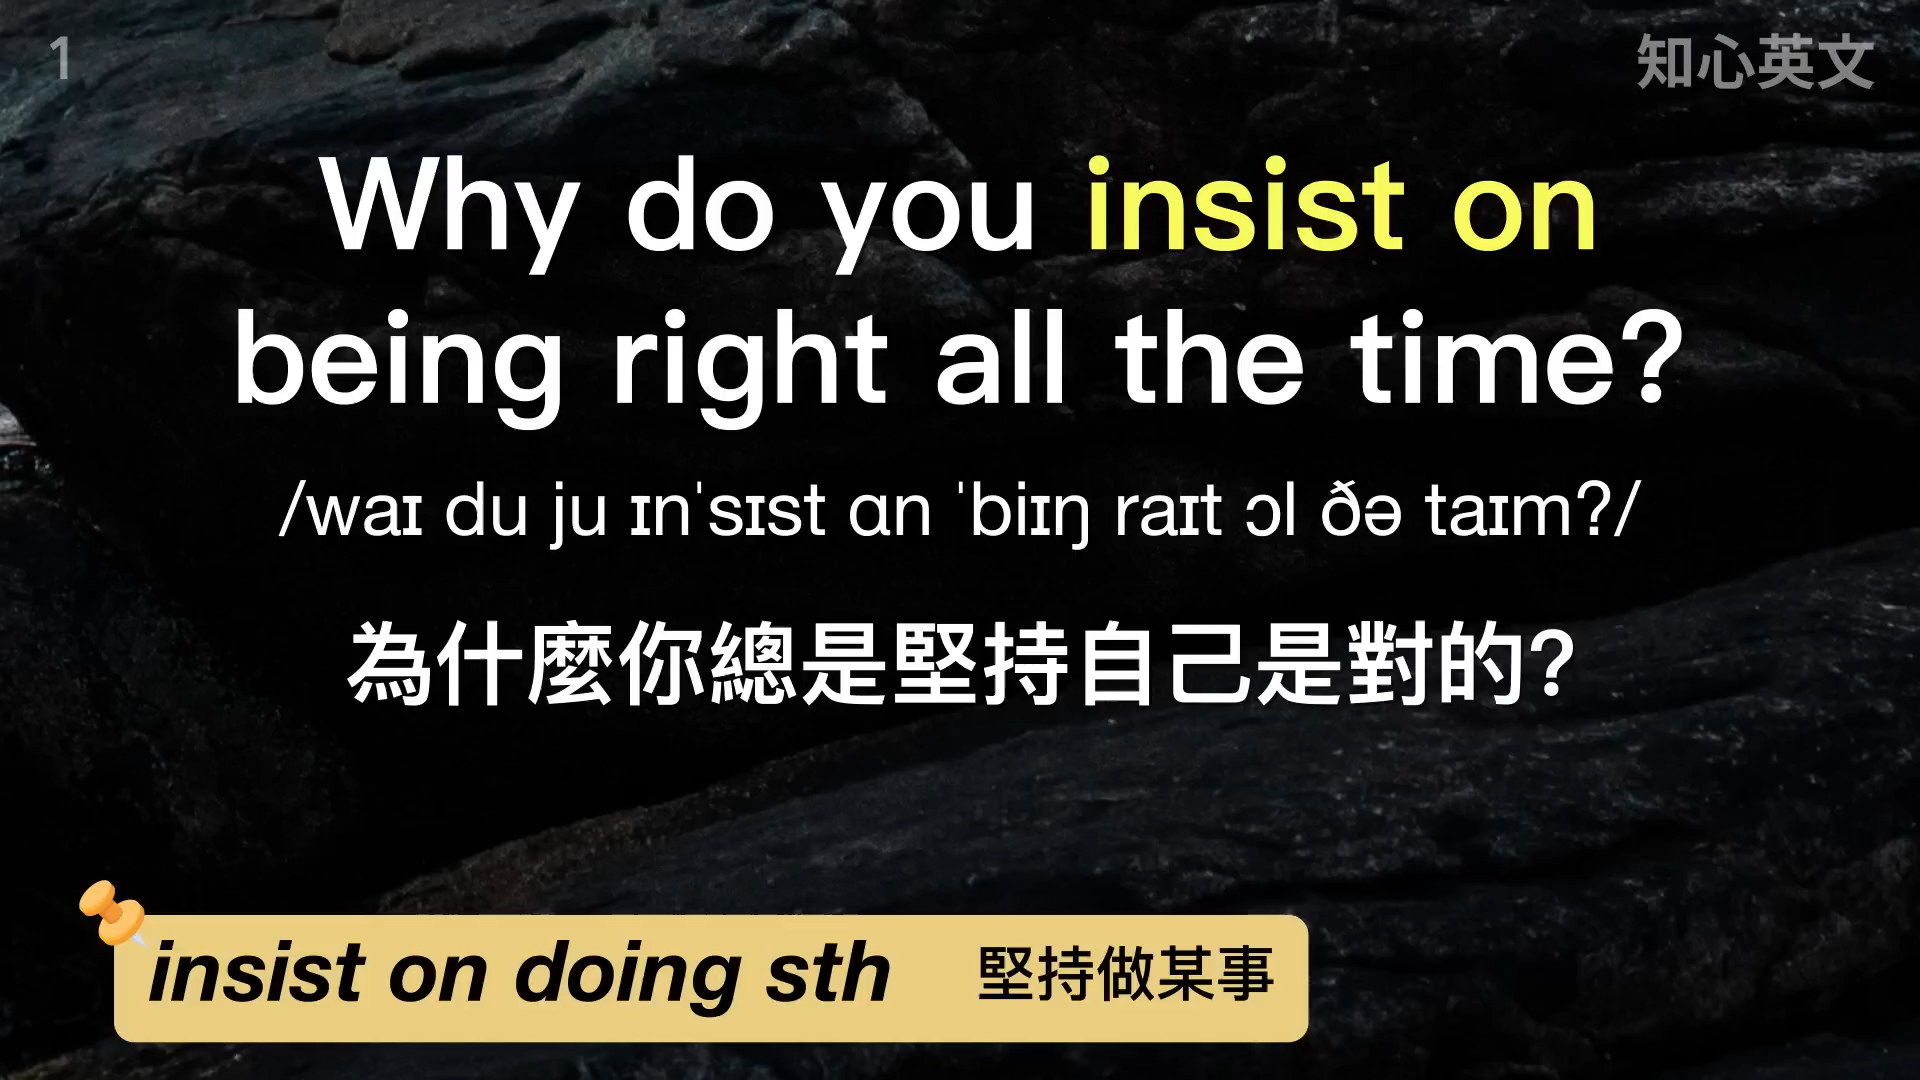 1
知心英文
Why do you insist on
being right all the time?
/waɪ du ju ɪnˈsɪst ɑn ˈbiɪŋ raɪt ɔl ðə taɪm?/
為什麼你總是堅持自己是對的?
insist on doing sth 堅持做某事